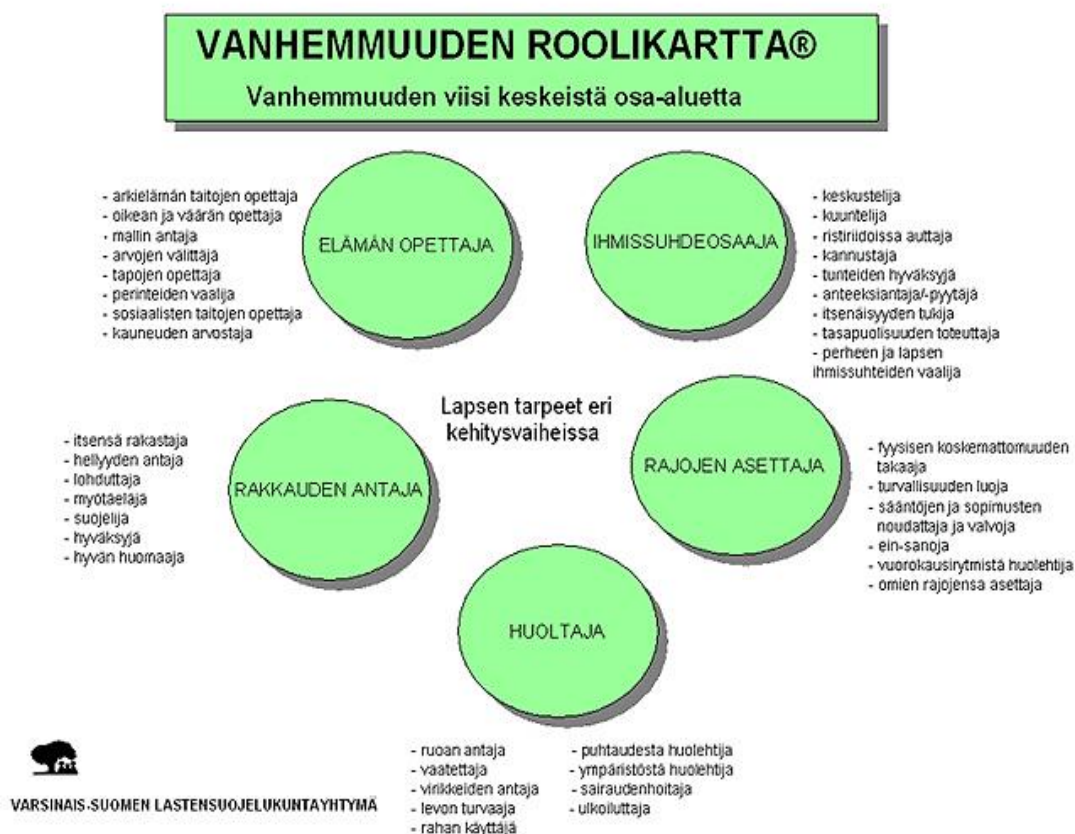 VANHEMMUUDEN ROOLIKARTTA®
Vanhemmuuden viisi keskeistä osa-aluetta
- arkielämän taitojen opettaja
- oikean ja väärän opettaja
- mallin antaja
- arvojen välittäjä
- tapojen opettaja
- perinteiden vaalija
- sosiaalisten taitojen opettaja
- kauneuden arvostaja
ELÄMÄN OPETTAJA
IHMISSUHDEOSAAJA
- keskustelija
- kuuntelija
- ristiriidoissa auttaja
- kannustaja
- tunteiden hyväksyjä
- anteeksiantaja/-pyytäjä
- itsenäisyyden tukija
- tasapuolisuuden toteuttaja
- perheen ja lapsen
ihmissuhteiden vaalija
Lapsen tarpeet eri
kehitysvaiheissa
- itsensä rakastaja
- hellyyden antaja
- lohduttaja
- myötäeläjä
- suojelija
- hyväksyjä
- hyvän huomaaja
RAKKAUDEN ANTAJA
RAJOJEN ASETTAJA
- fyysisen koskemattomuuden
takaaja
- turvallisuuden luoja
- sääntöjen ja sopimusten
noudattaja ja valvoja
- ein-sanoja
- vuorokausirytmistä huolehtija
- omien rajojensa asettaja
HUOLTAJA
- ruoan antaja
- vaatettaja
- virikkeiden antaja
- levon turvaaja
- rahan käyttäjä
- puhtaudesta huolehtija
- ympäristöstä huolehtija
- sairaudenhoitaja
- ulkoiluttaja
VARSINAIS-SUOMEN LASTENSUOJELUKUNTAYHTYMÄ